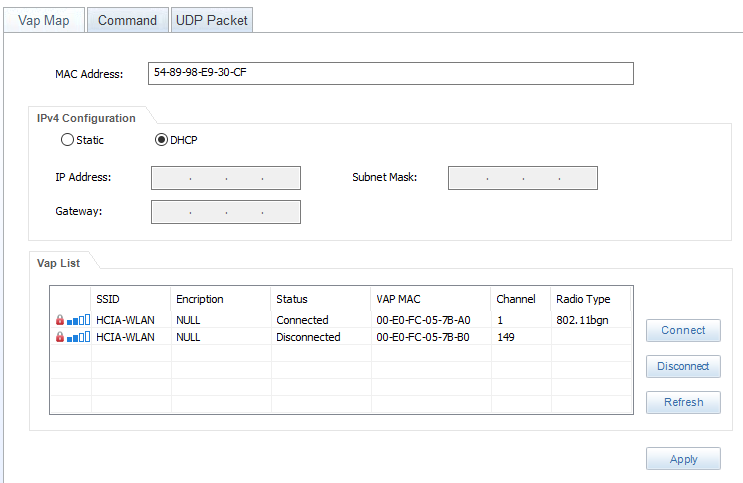 Vap Map Command UDP Packet
MAC Address: 54-89-98-E9-30-CF
IPv4 Configuration
Static DHCP
IP Address: . . . Subnet Mask: . . .
Gateway: . . .
Vap List
SSID Encription Status VAP MAC Channel Radio Type
HCIA-WLAN NULL Connected 00-E0-FC-05-7B-A0 1 802.11bgn
HCIA-WLAN NULL Disconnected 00-E0-FC-05-7B-B0 149
Connect
Disconnect
Refresh
Apply